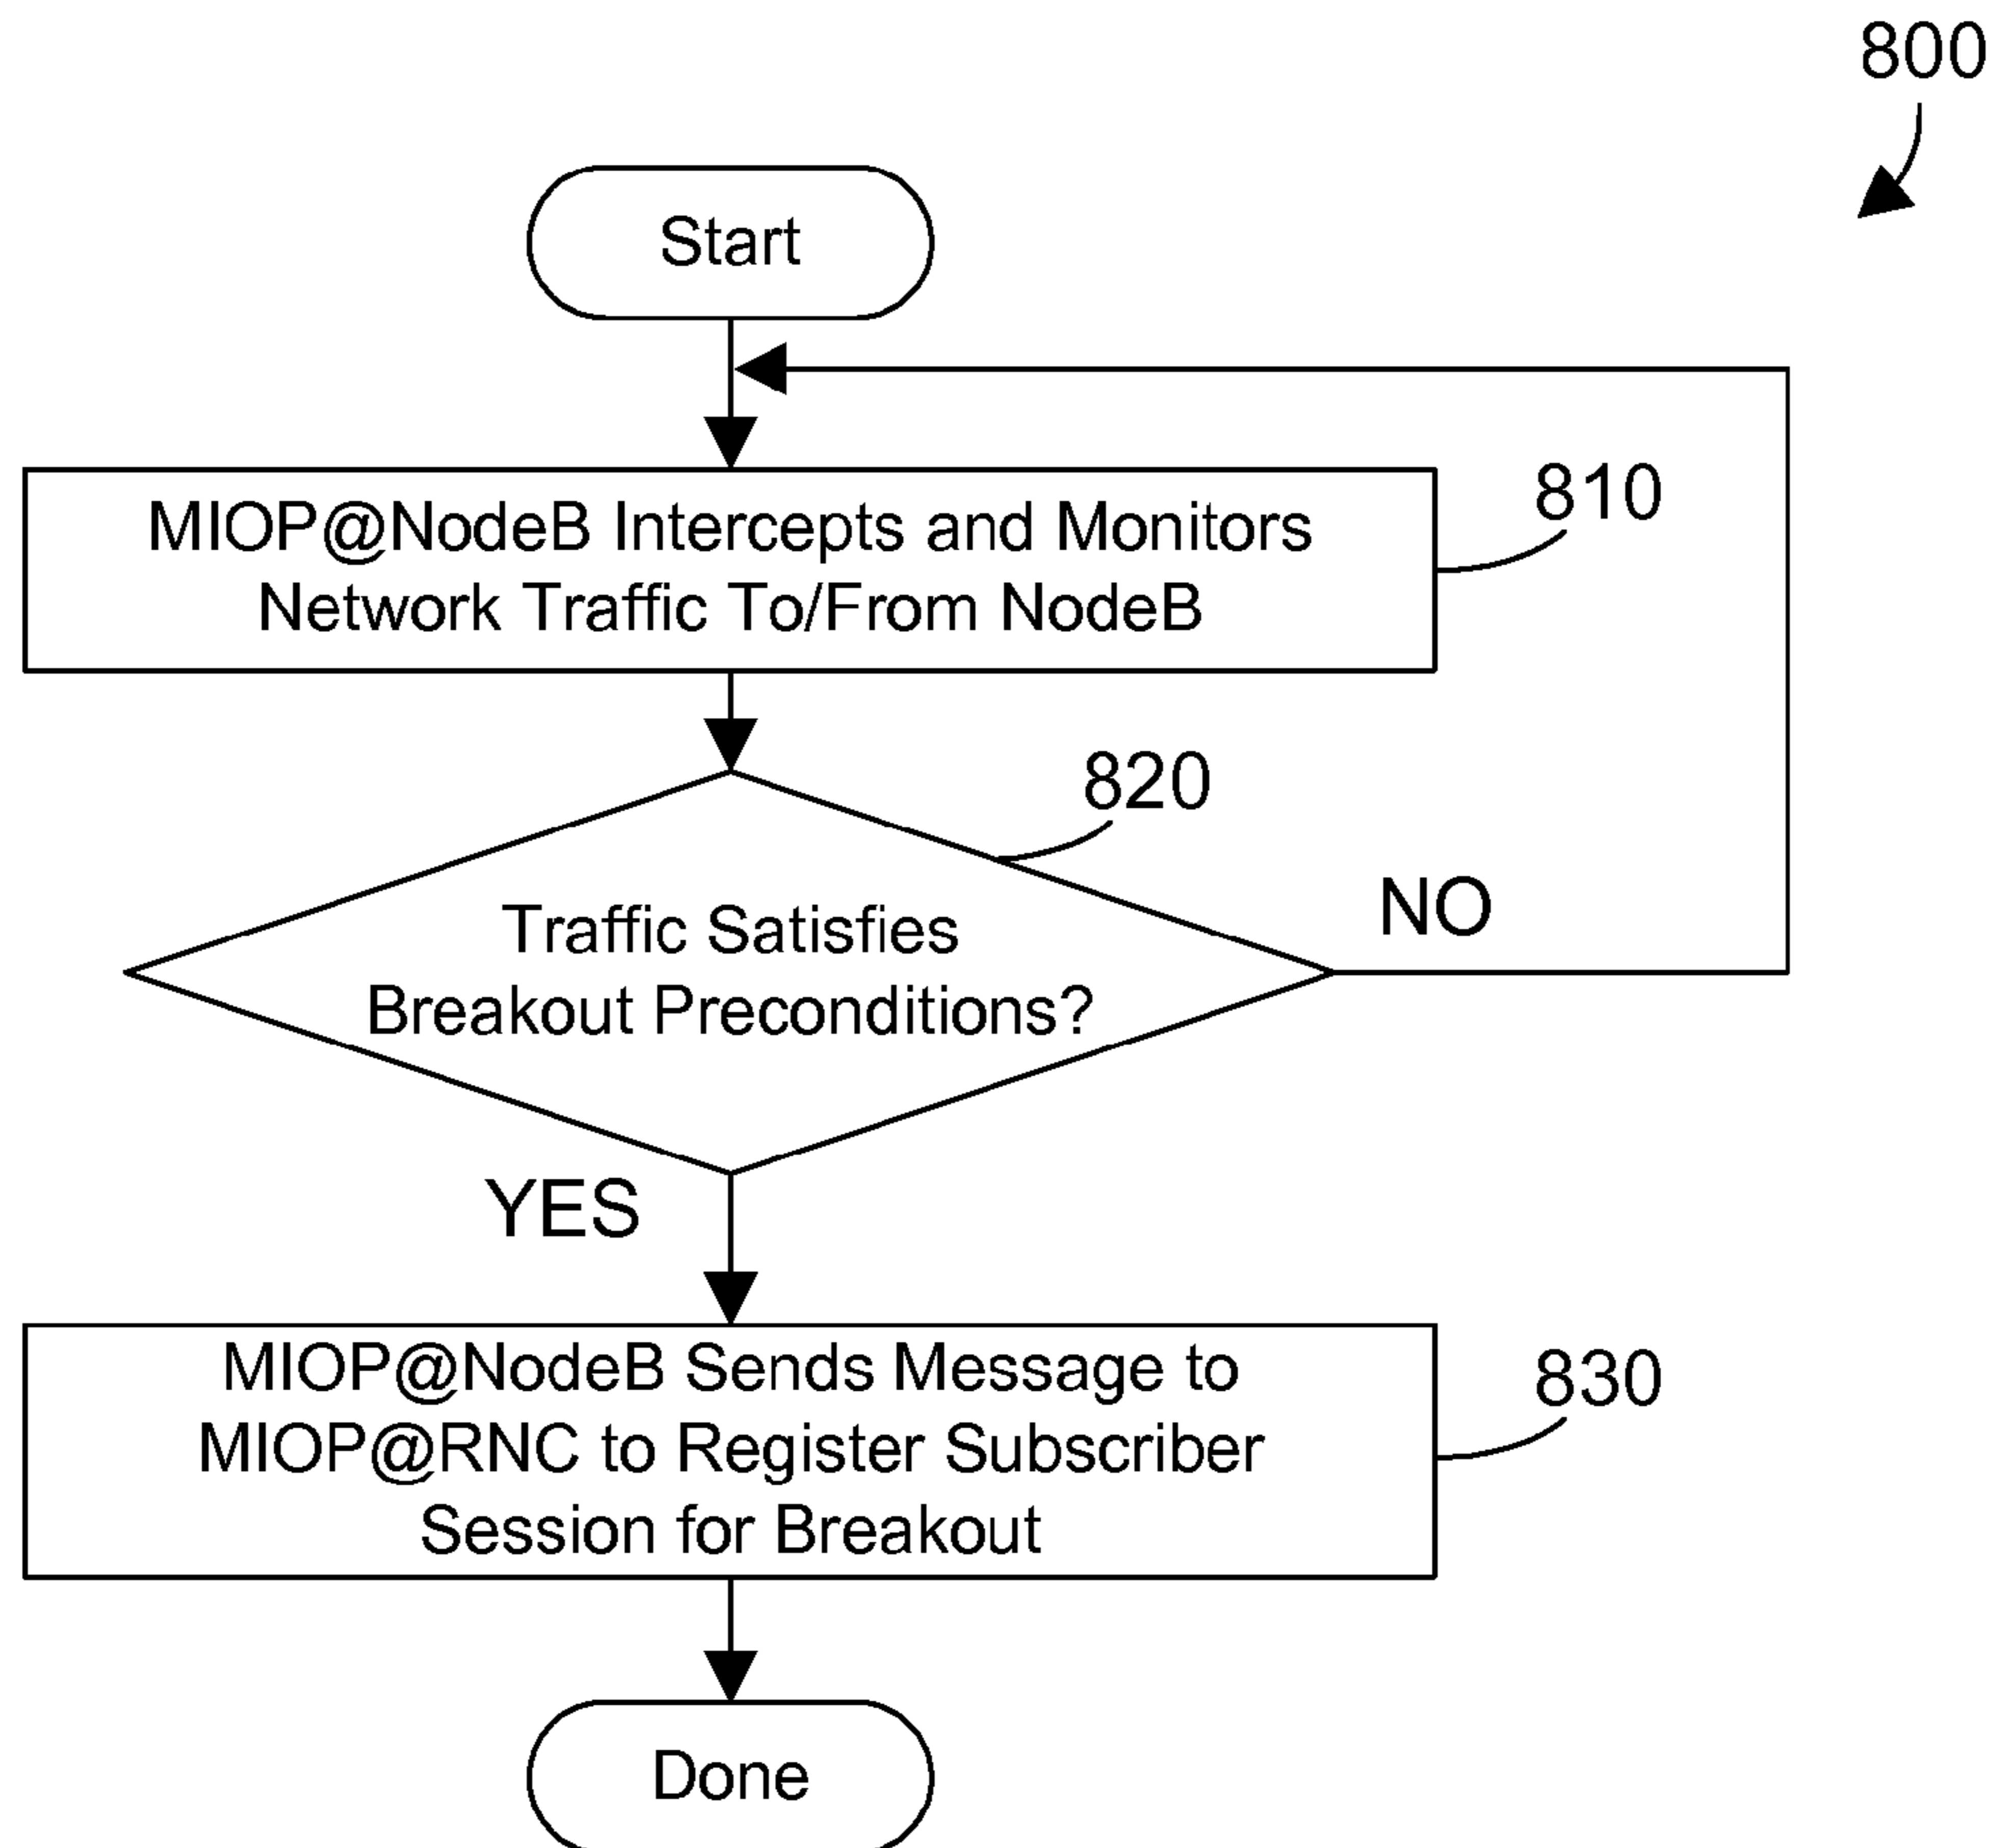 800
Start
MIOP@NodeB Intercepts and Monitors
Network Traffic To/From NodeB
810
820
Traffic Satisfies
Breakout Preconditions?
NO
YES
MIOP@NodeB Sends Message to
MIOP@RNC to Register Subscriber
Session for Breakout
830
Done